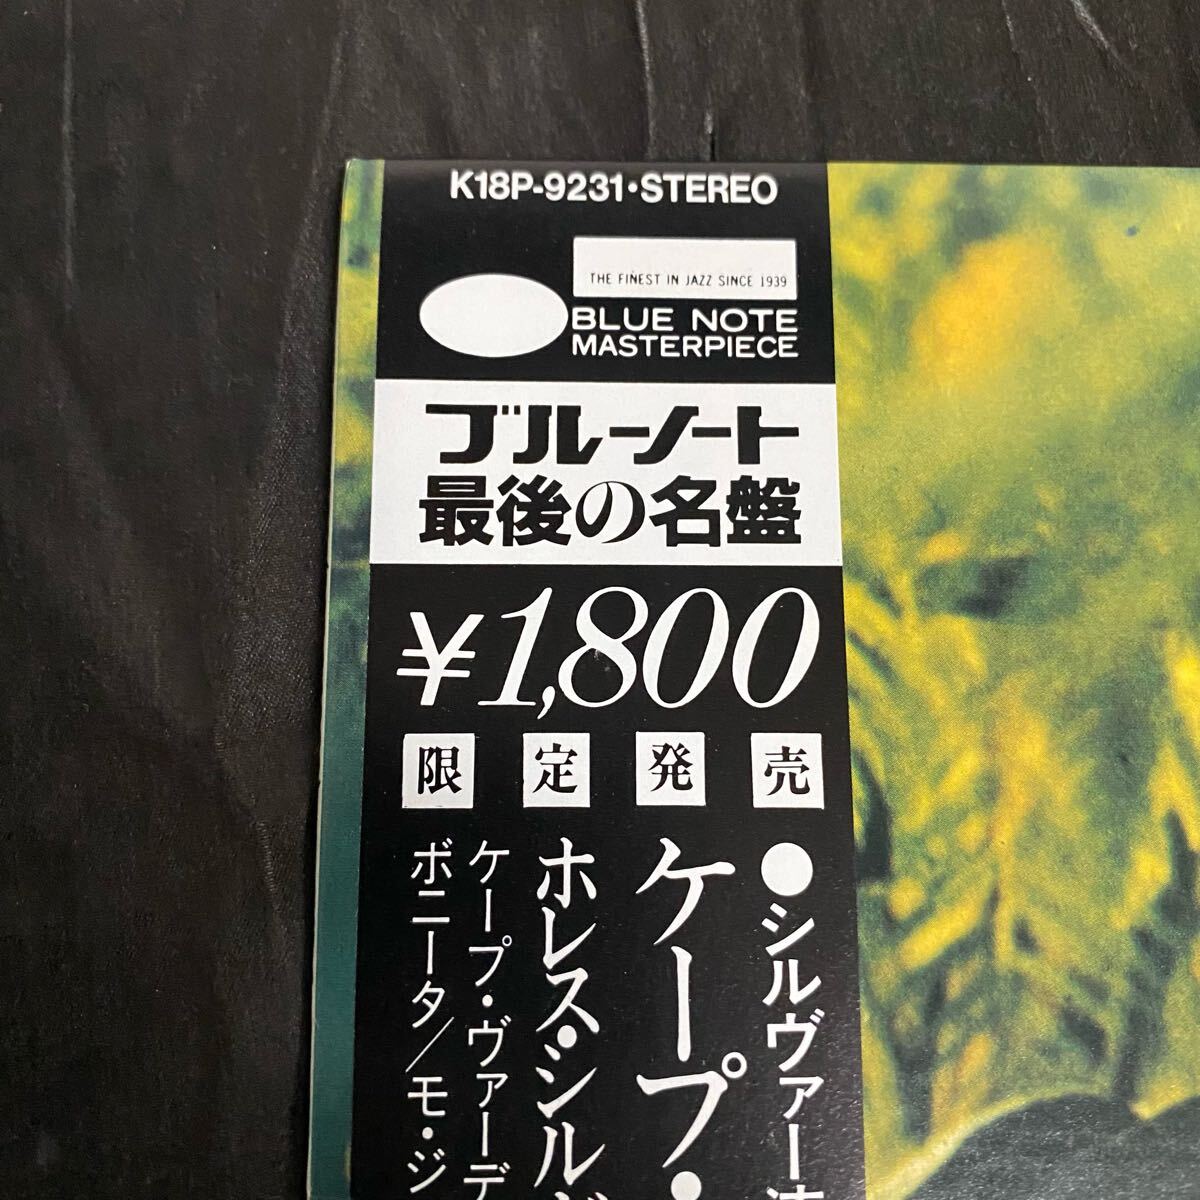 K18P-9231・STEREO
THE FINEST IN JAZZ SINCE 1939
BLUE NOTE
MASTERPIECE
ブルーノート
最後の名盤
¥1,800
限定発売
●シルヴァー
ケープ・
ホレス・シル
ケープ・ヴァーデ
ボニータ/モ・ジ